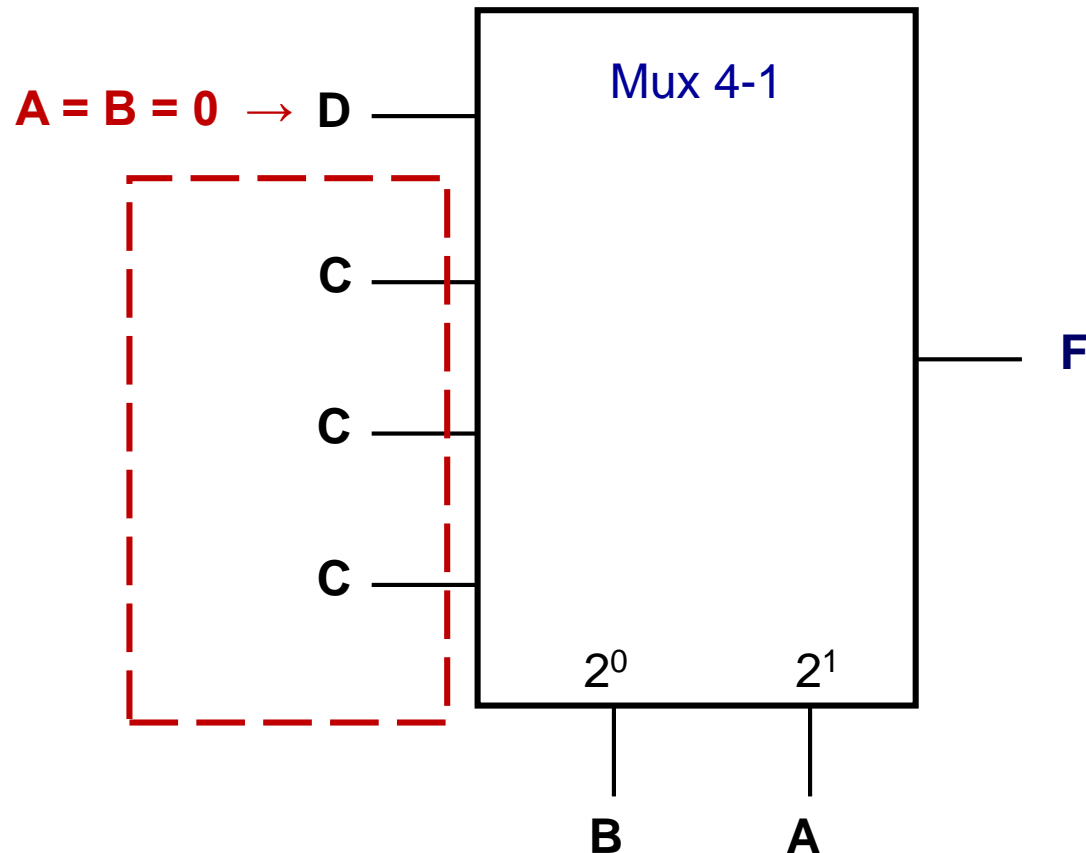 Mux 4-1
A = B = 0 → D
C
F
C
C
2⁰ 2¹
B A